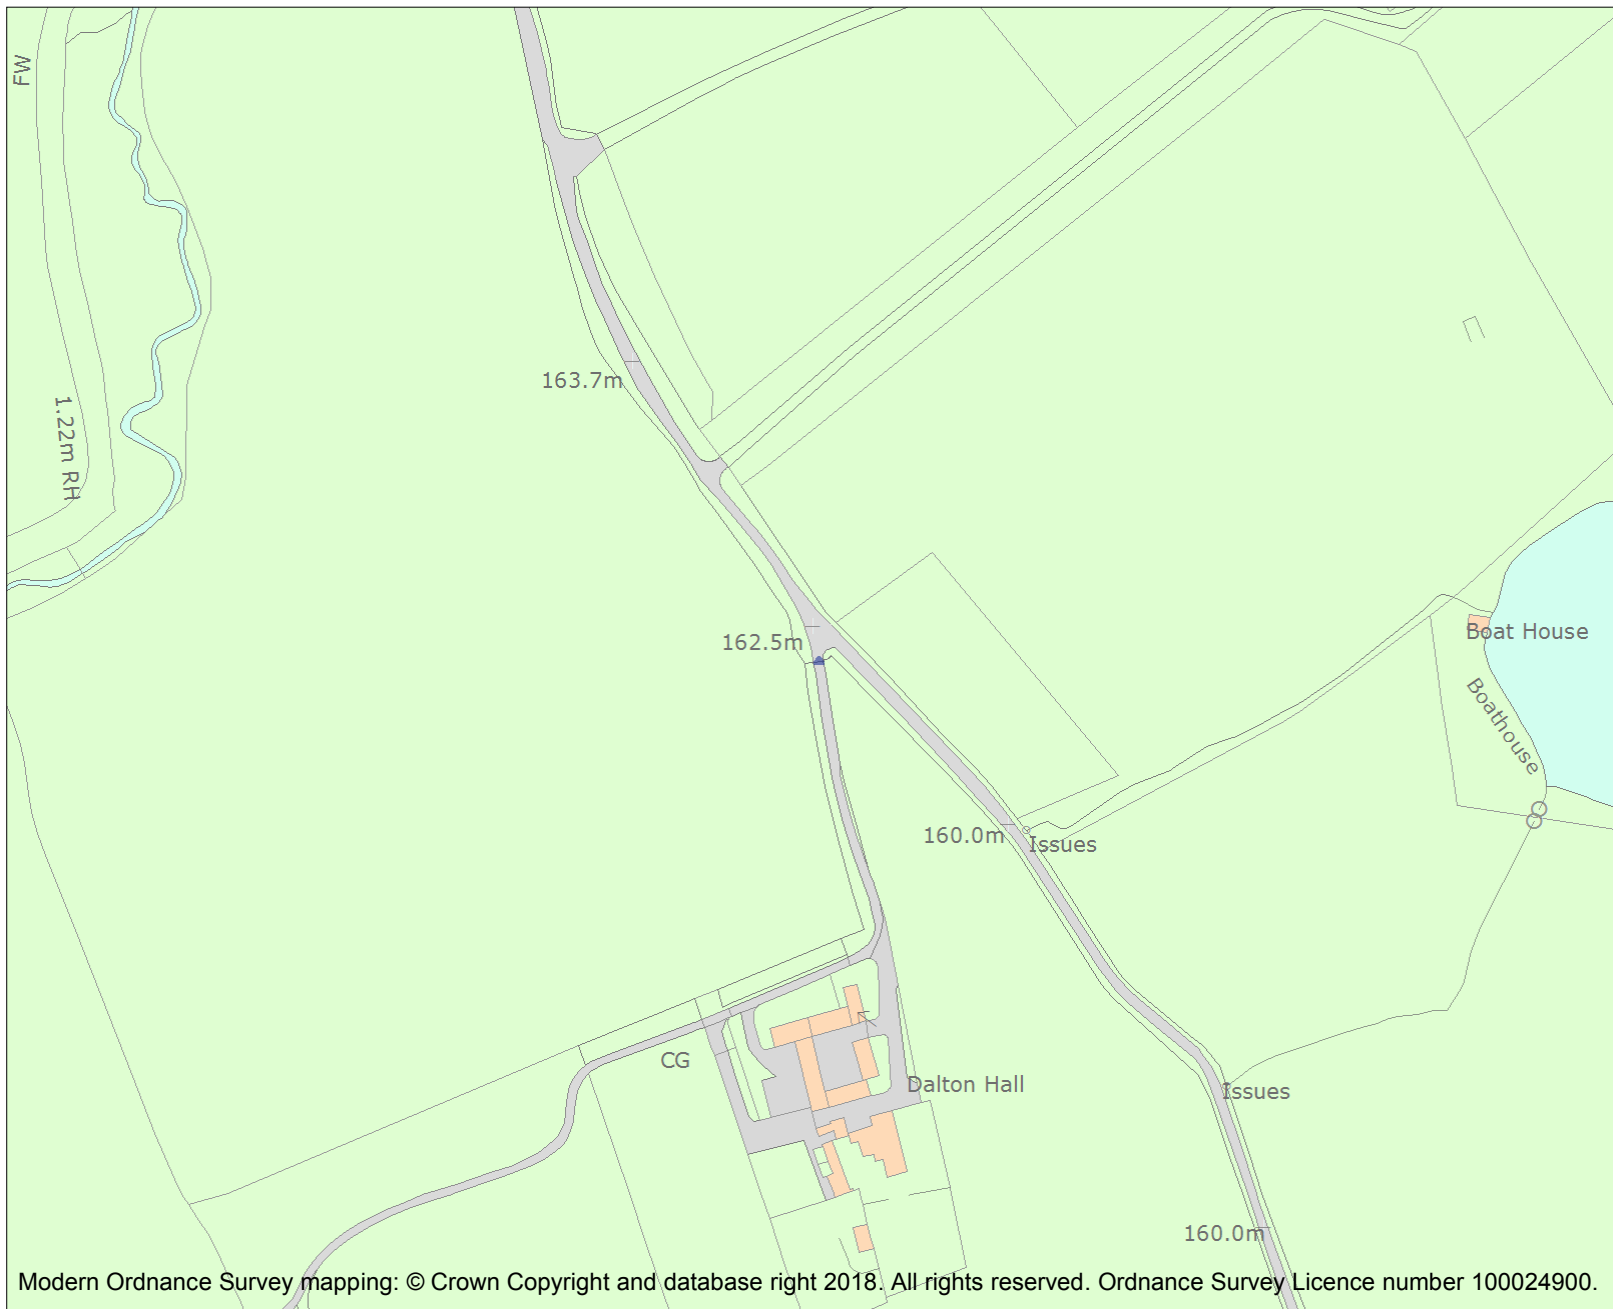 FW
163.7m
1.22m RH
162.5m
Boat House
Boathouse
160.0m
Issues
CG
Dalton Hall
Issues
160.0m
Modern Ordnance Survey mapping: © Crown Copyright and database right 2018. All rights reserved. Ordnance Survey Licence number 100024900.